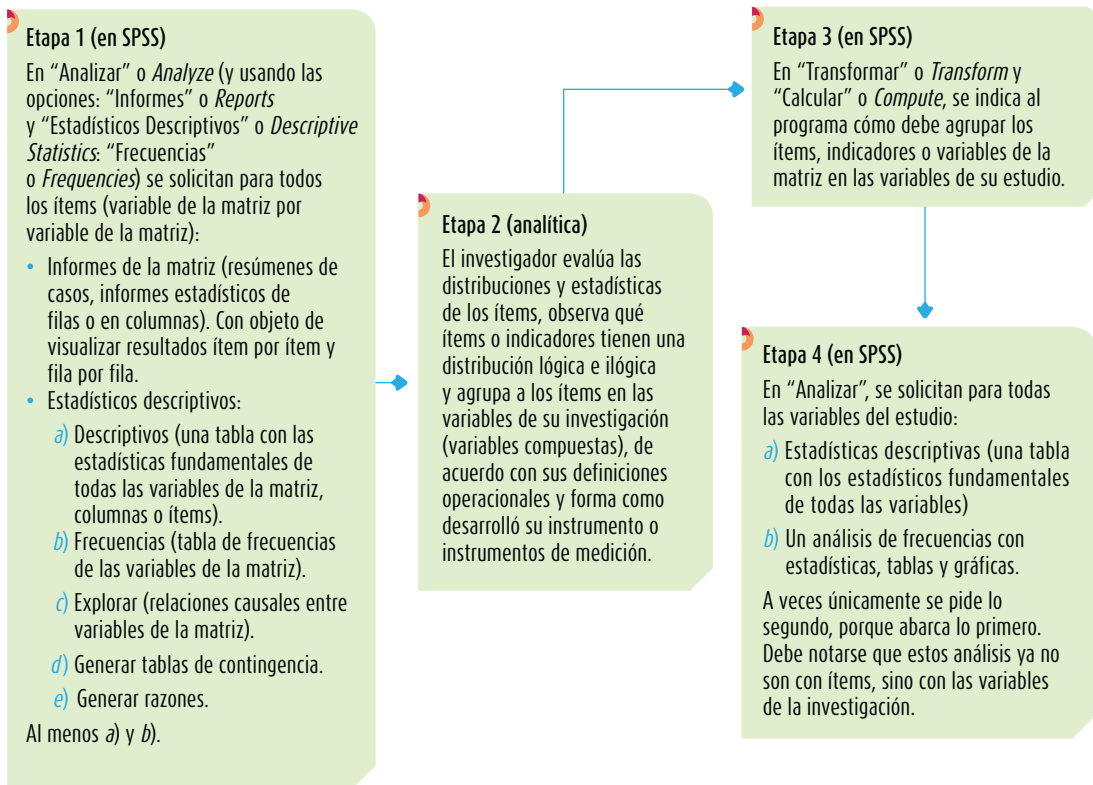 Etapa 1 (en SPSS)
En “Analizar” o Analyze (y usando las
opciones: “Informes” o Reports
y “Estadísticos Descriptivos” o Descriptive
Statistics: “Frecuencias”
o Frequencies) se solicitan para todos
los ítems (variable de la matriz por
variable de la matriz):
• Informes de la matriz (resúmenes de
casos, informes estadísticos de
filas o en columnas). Con objeto de
visualizar resultados ítem por ítem y
fila por fila.
• Estadísticos descriptivos:
a) Descriptivos (una tabla con las
estadísticas fundamentales de
todas las variables de la matriz,
columnas o ítems).
b) Frecuencias (tabla de frecuencias
de las variables de la matriz).
c) Explorar (relaciones causales entre
variables de la matriz).
d) Generar tablas de contingencia.
e) Generar razones.
Al menos a) y b).
Etapa 2 (analítica)
El investigador evalúa las
distribuciones y estadísticas
de los ítems, observa qué
ítems o indicadores tienen una
distribución lógica e ilógica
y agrupa a los ítems en las
variables de su investigación
(variables compuestas), de
acuerdo con sus definiciones
operacionales y forma como
desarrolló su instrumento o
instrumentos de medición.
Etapa 3 (en SPSS)
En “Transformar” o Transform y
“Calcular” o Compute, se indica al
programa cómo debe agrupar los
ítems, indicadores o variables de la
matriz en las variables de su estudio.
Etapa 4 (en SPSS)
En “Analizar”, se solicitan para todas
las variables del estudio:
a) Estadísticas descriptivas (una tabla
con los estadísticos fundamentales
de todas las variables)
b) Un análisis de frecuencias con
estadísticas, tablas y gráficas.
A veces únicamente se pide lo
segundo, porque abarca lo primero.
Debe notarse que estos análisis ya no
son con ítems, sino con las variables
de la investigación.